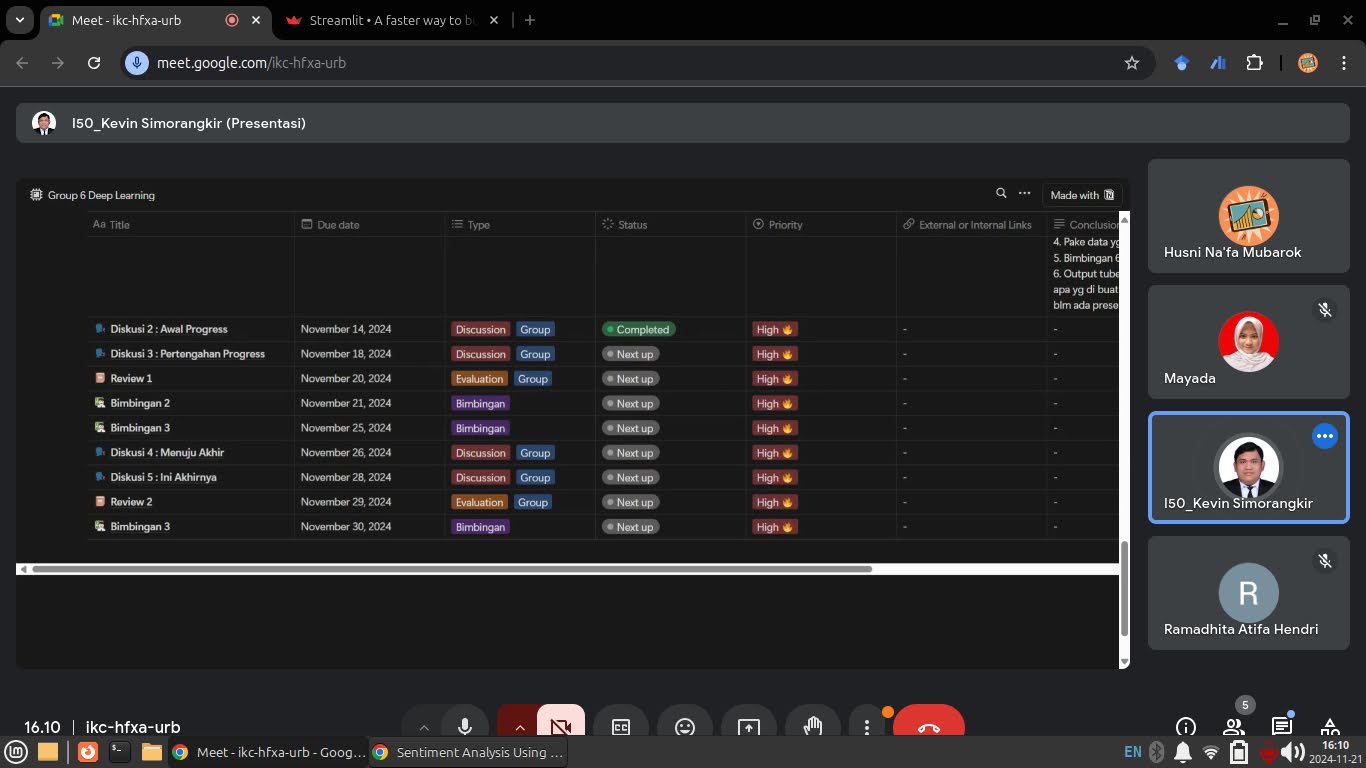 Meet - ikc-hfxa-urb
Streamlit • A faster way to bu
meet.google.com/ikc-hfxa-urb
I50_Kevin Simorangkir (Presentasi)
Group 6 Deep Learning
Made with
Aa Title Due date Type Status Priority External or Internal Links Conclusion
4. Pake data yg
5. Bimbingan 6
6. Output tube
apa yg di buat
blm ada prese
Diskusi 2 : Awal Progress November 14, 2024 Discussion Group Completed High - -
Diskusi 3 : Pertengahan Progress November 18, 2024 Discussion Group Next up High - -
Review 1 November 20, 2024 Evaluation Group Next up High - -
Bimbingan 2 November 21, 2024 Bimbingan Next up High - -
Bimbingan 3 November 25, 2024 Bimbingan Next up High - -
Diskusi 4 : Menuju Akhir November 26, 2024 Discussion Group Next up High - -
Diskusi 5 : Ini Akhirnya November 28, 2024 Discussion Group Next up High - -
Review 2 November 29, 2024 Evaluation Group Next up High - -
Bimbingan 3 November 30, 2024 Bimbingan Next up High - -
Husni Na'fa Mubarok
Mayada
I50_Kevin Simorangkir
R
Ramadhita Atifa Hendri
16.10 | ikc-hfxa-urb
5
Meet - ikc-hfxa-urb - Goog...
Sentiment Analysis Using ...
EN
16:10
2024-11-21